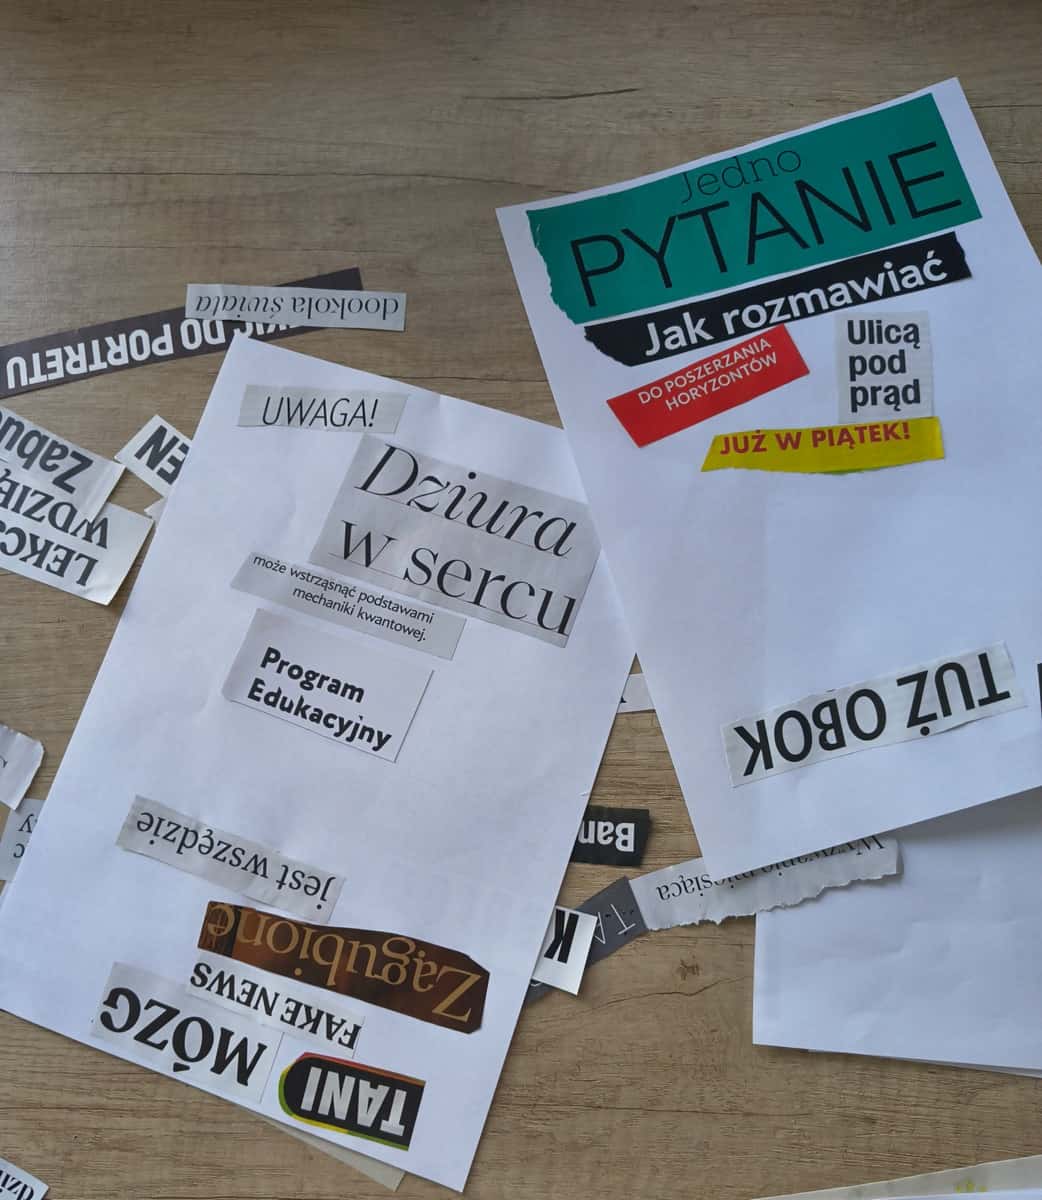 Jedno
PYTANIE
Jak rozmawiać
DO POSZERZANIA
HORYZONTÓW
Ulicą
pod
prąd
JUŻ W PIĄTEK!
TUŻ OBOK
dookoła świata
DO PORTRETU
UWAGA!
Dziura
w sercu
może wstrząsnąć podstawami
mechaniki kwantowej.
Program
Edukacyjny
TANI
MÓZG
FAKE NEWS
Zagubione
jest wszędzie
miesiąca